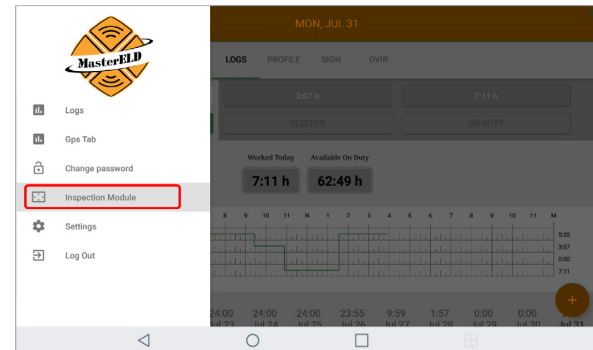 MON, JUL 31
MasterELD
LOGS PROFILE SIGN DVIR
2:07 h 7:11 h
SLEEPER ON DUTY
Logs
Gps Tab
Change password
Inspection Module
Settings
Log Out
Worked Today Available On Duty
7:11 h 62:49 h
8 9 10 11 N 1 2 3 4 5 6 7 8 9 10 11 M
5:35
3:07
0:00
7:11
+
24:00 24:00 24:00 23:55 9:59 1:57 0:00 0:00
Jul 23 Jul 24 Jul 25 Jul 26 Jul 27 Jul 28 Jul 29 Jul 30 Jul 31